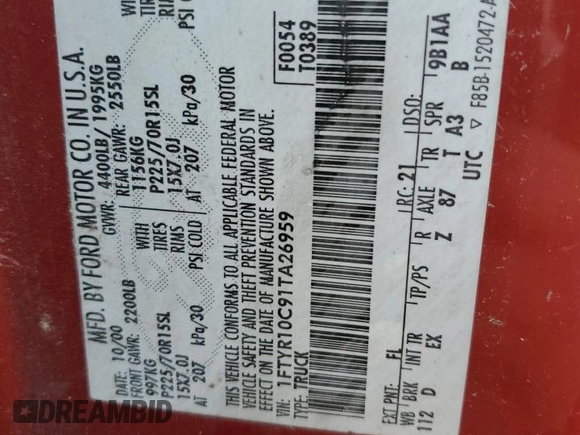 MFD. BY FORD MOTOR CO. IN U.S.A.
DATE: 10/00 GVWR: 4400LB/ 1995KG
FRONT GAWR: 2200LB REAR GAWR: 2550LB
997KG WITH 1156KG WITH
P225/70R15SL TIRES P225/70R15SL TIRE
15X7.0J RIMS 15X7.0J RI
AT 207 kPa/30 PSI COLD AT 207 kPa/30 PSI C
THIS VEHICLE CONFORMS TO ALL APPLICABLE FEDERAL MOTOR
VEHICLE SAFETY AND THEFT PREVENTION STANDARDS IN
EFFECT ON THE DATE OF MANUFACTURE SHOWN ABOVE.
VIN: 1FTYR10C91TA26959 F0054
TYPE: TRUCK T0389
EXT PNT: FL RC: 21 DSO:
WB BRK INT TR TP/PS R AXLE TR SPR 9B1AA
112 D EX Z 87 T A3 B
UTC ▽ F85B-1520472-A
DREAMBID